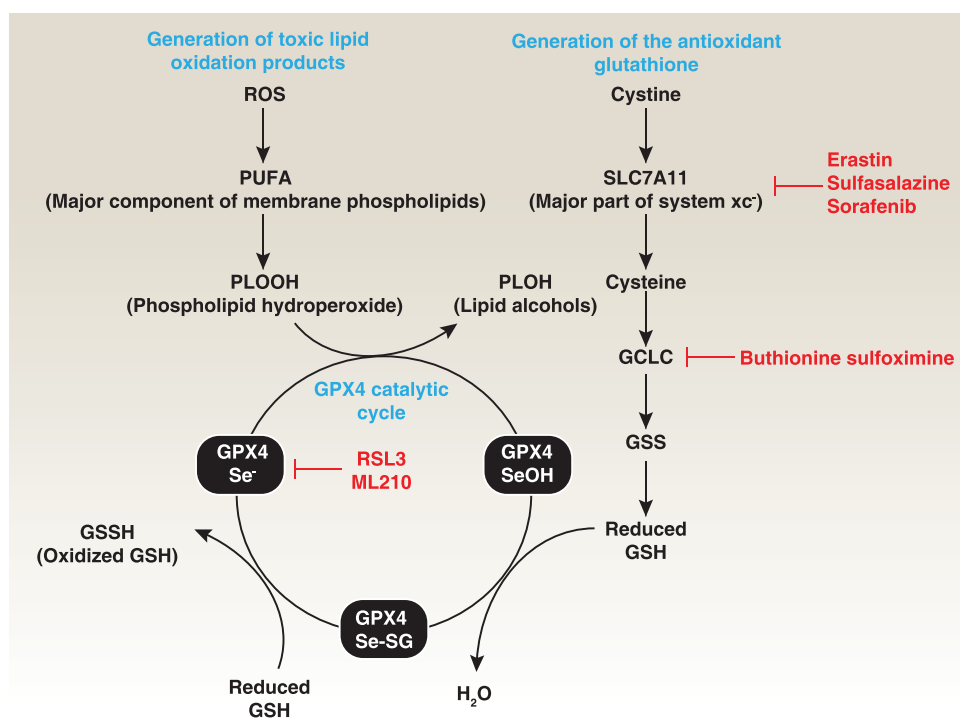 Generation of toxic lipid
oxidation products
ROS
PUFA
(Major component of membrane phospholipids)
PLOOH
(Phospholipid hydroperoxide)
PLOH
(Lipid alcohols)
Generation of the antioxidant
glutathione
Cystine
SLC7A11
(Major part of system xc-)
Erastin
Sulfasalazine
Sorafenib
Cysteine
GCLC
Buthionine sulfoximine
GSS
Reduced
GSH
GPX4 catalytic
cycle
GPX4
Se-
RSL3
ML210
GPX4
SeOH
GSSH
(Oxidized GSH)
GPX4
Se-SG
Reduced
GSH
H2O